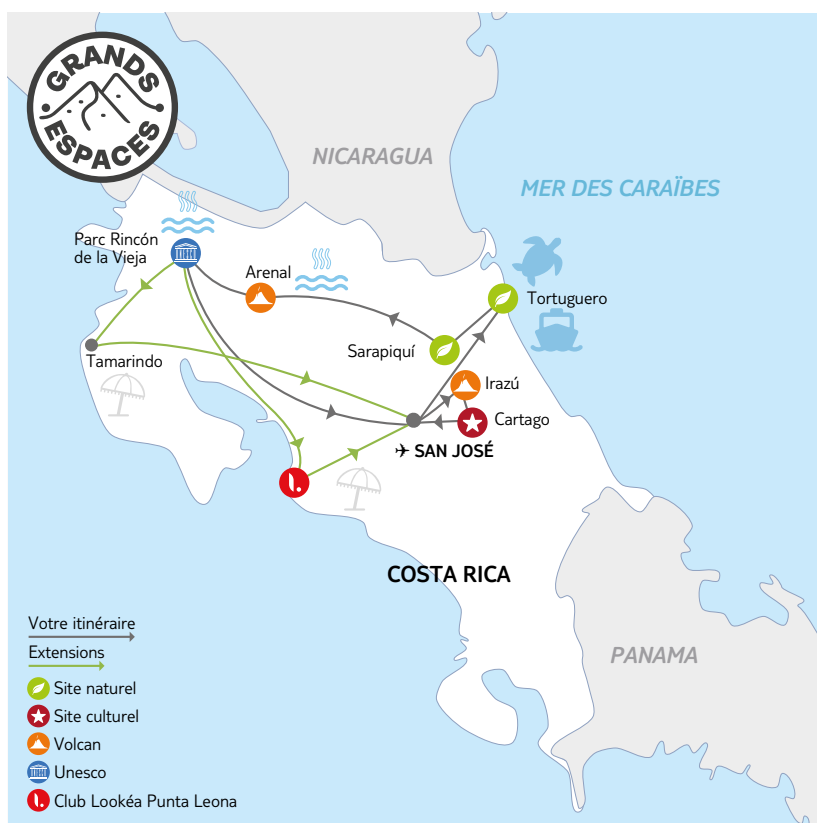 GRANDS
ESPACES
NICARAGUA
MER DES CARAÏBES
Parc Rincón
de la Vieja
UNESCO
Arenal
Tortuguero
Sarapiquí
Tamarindo
Irazú
Cartago
SAN JOSÉ
COSTA RICA
PANAMA
Votre itinéraire
Extensions
Site naturel
Site culturel
Volcan
Unesco
Club Lookéa Punta Leona